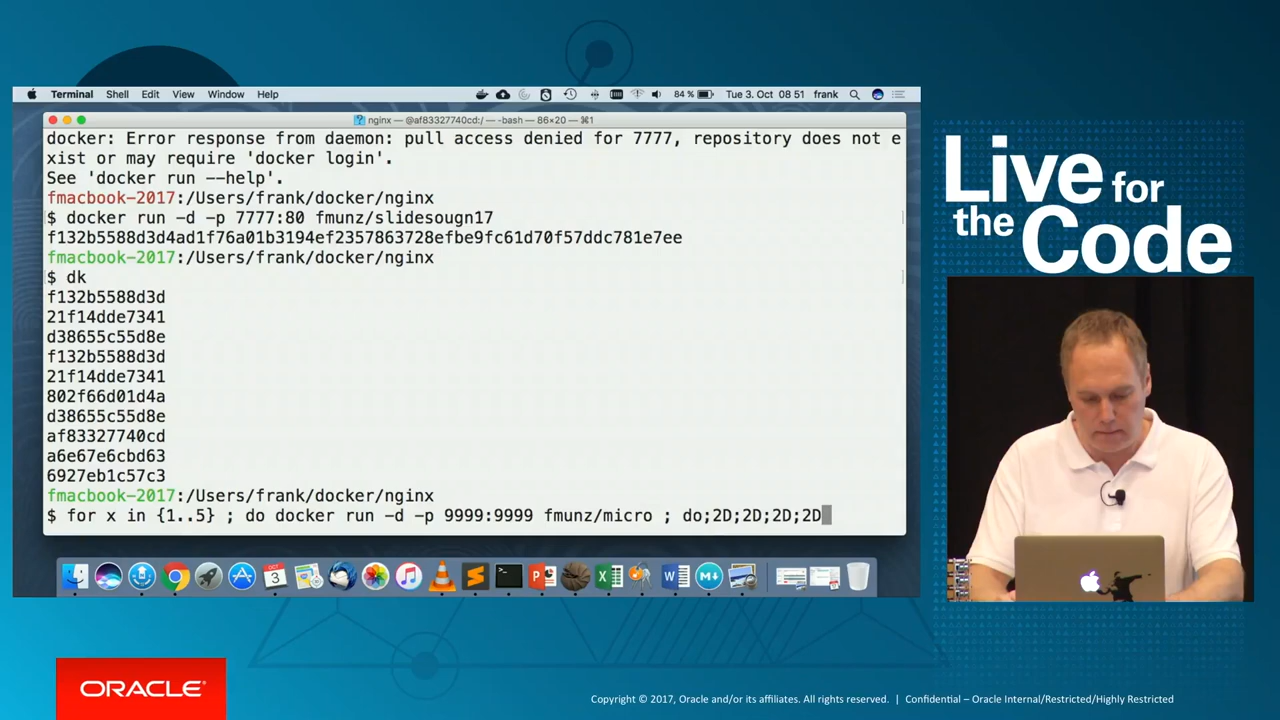 Terminal Shell Edit View Window Help 84 % Tue 3. Oct 08 51 frank
nginx — @af83327740cd:/ — -bash — 86×20 — ⌘1
docker: Error response from daemon: pull access denied for 7777, repository does not e
xist or may require 'docker login'.
See 'docker run --help'.
fmacbook-2017:/Users/frank/docker/nginx
$ docker run -d -p 7777:80 fmunz/slidesougn17
f132b5588d3d4ad1f76a01b3194ef2357863728efbe9fc61d70f57ddc781e7ee
fmacbook-2017:/Users/frank/docker/nginx
$ dk
f132b5588d3d
21f14dde7341
d38655c55d8e
f132b5588d3d
21f14dde7341
802f66d01d4a
d38655c55d8e
af83327740cd
a6e67e6cbd63
6927eb1c57c3
fmacbook-2017:/Users/frank/docker/nginx
$ for x in {1..5} ; do docker run -d -p 9999:9999 fmunz/micro ; do;2D;2D;2D;2D
OCT
3
M
Live for
the Code
ORACLE®
Copyright © 2017, Oracle and/or its affiliates. All rights reserved. | Confidential – Oracle Internal/Restricted/Highly Restricted